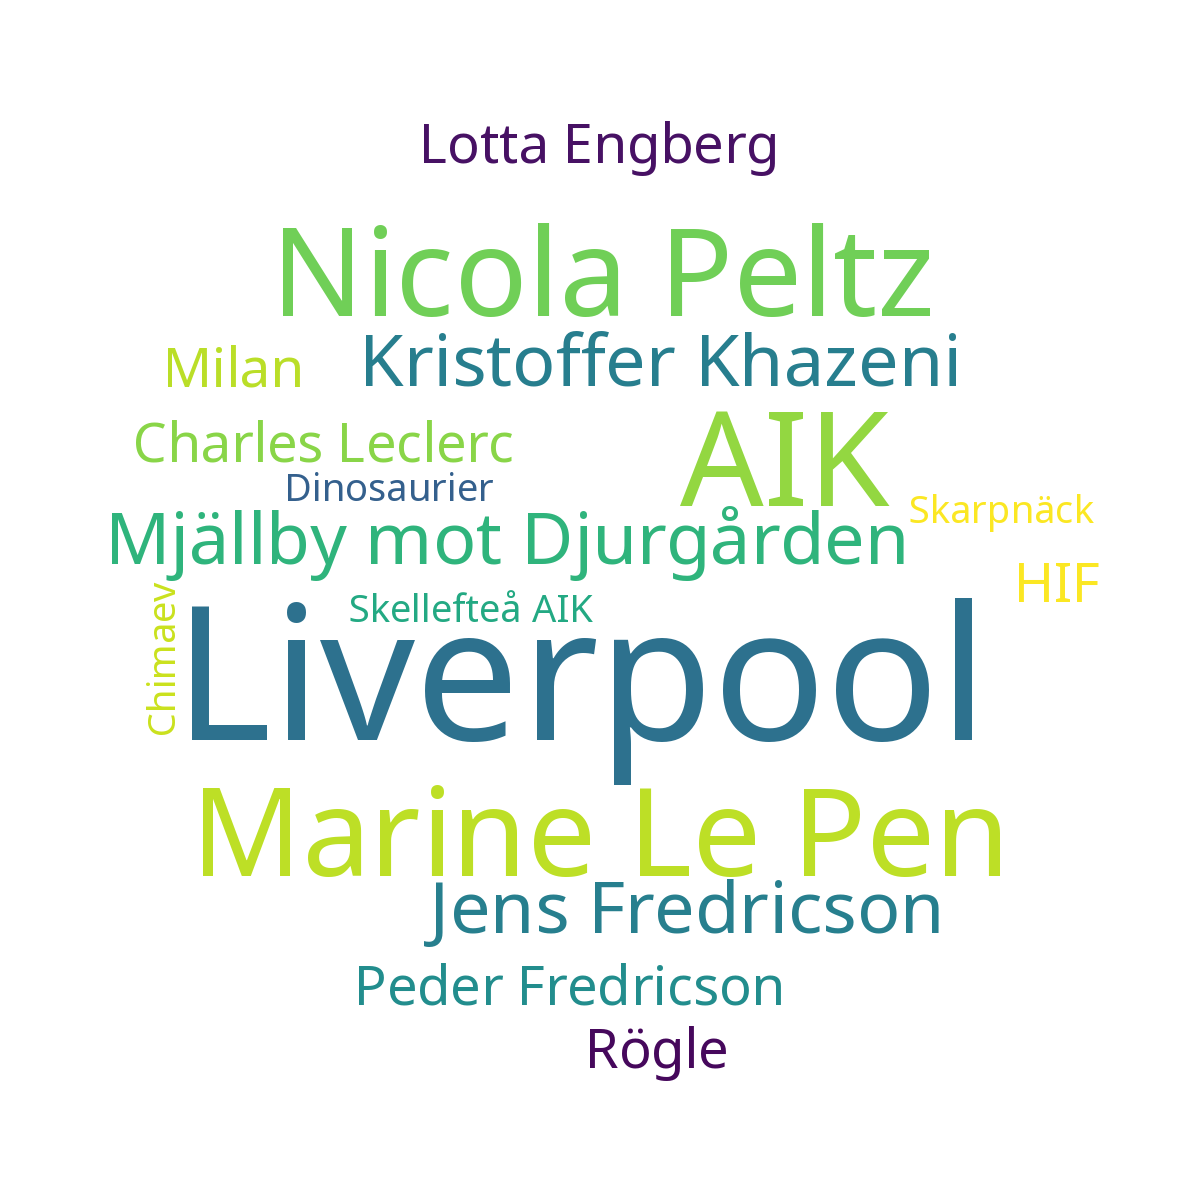 Lotta Engberg
Nicola Peltz
Kristoffer Khazeni
Milan
AIK
Charles Leclerc
Dinosaurier
Skarpnäck
Mjällby mot Djurgården
HIF
Chimaev
Skellefteå AIK
Liverpool
Marine Le Pen
Jens Fredricson
Peder Fredricson
Rögle